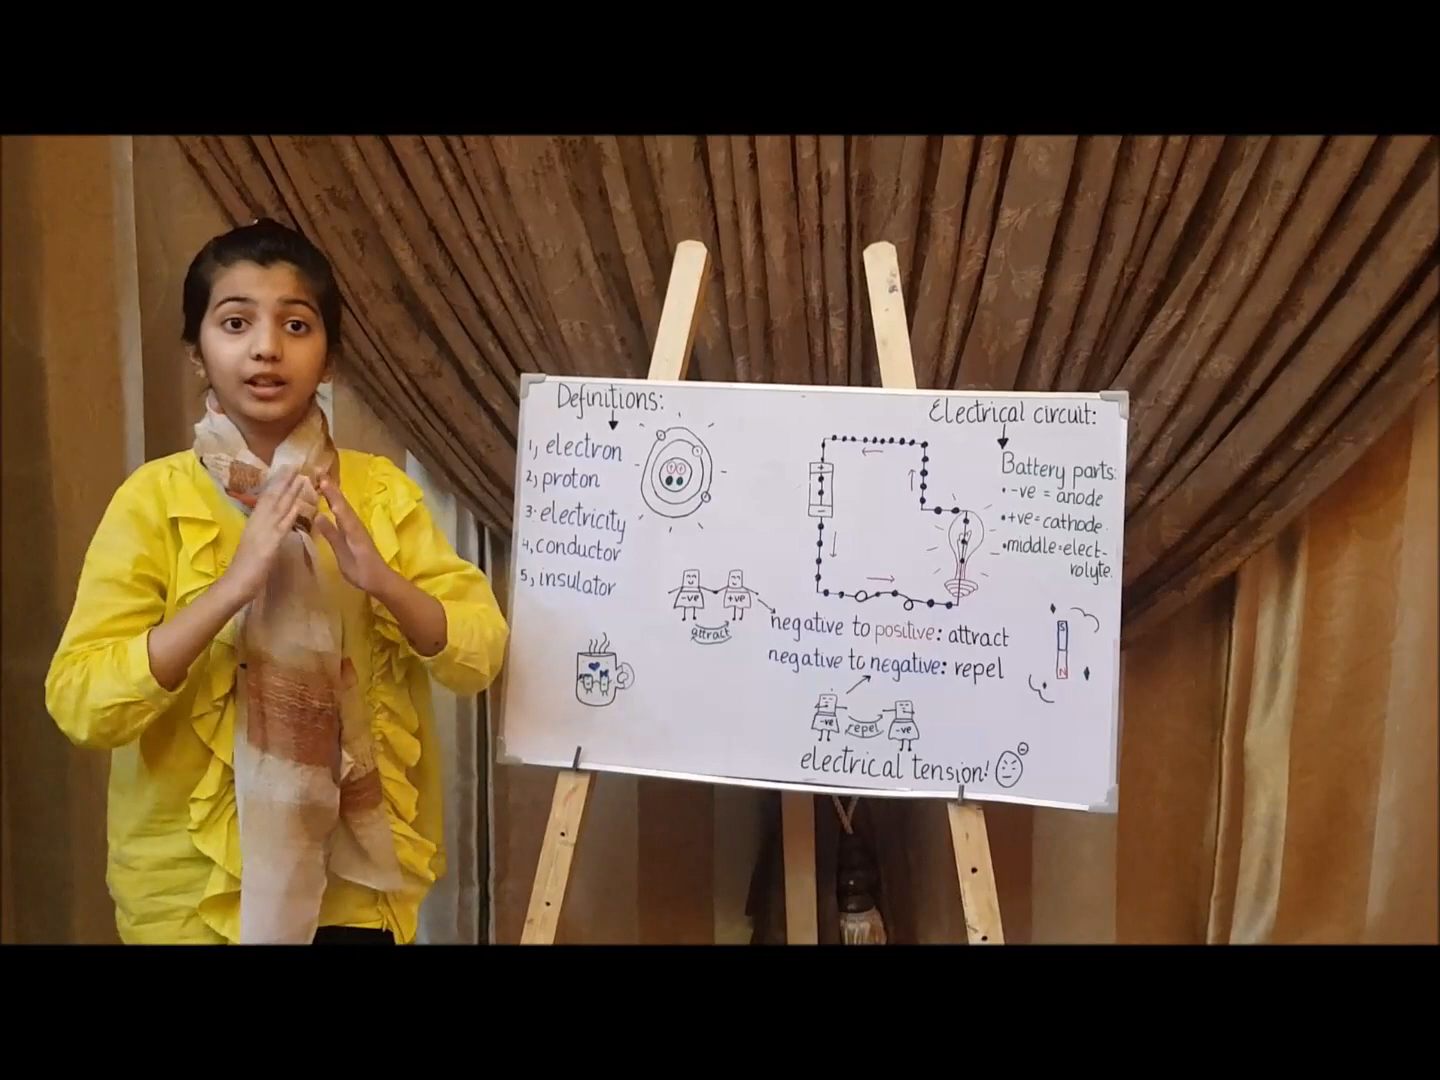 Definitions:
1, electron
2, proton
3. electricity
4, conductor
5, insulator
Electrical circuit:
Battery parts:
• -ve = anode
• +ve = cathode.
• middle = elect-
rolyte.
+
-
-ve
+ve
attract
negative to positive: attract
negative to negative: repel
-ve
repel
-ve
electrical tension!
S
N